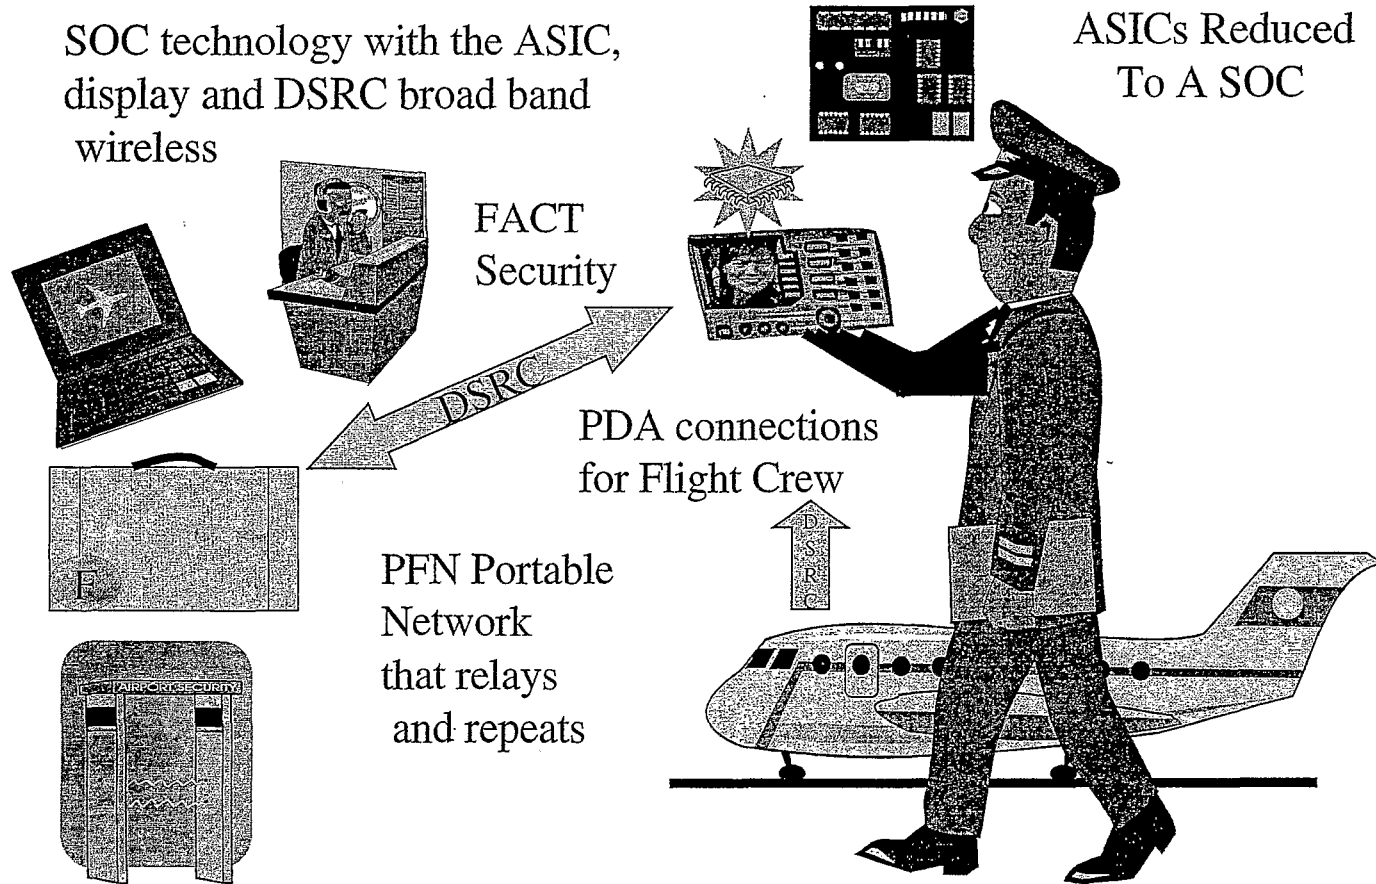 SOC technology with the ASIC,
display and DSRC broad band
wireless
ASICs Reduced
To A SOC
FACT
Security
DSRC
PDA connections
for Flight Crew
DSRC
F
PFN Portable
Network
that relays
and repeats
AIRPORT SECURITY